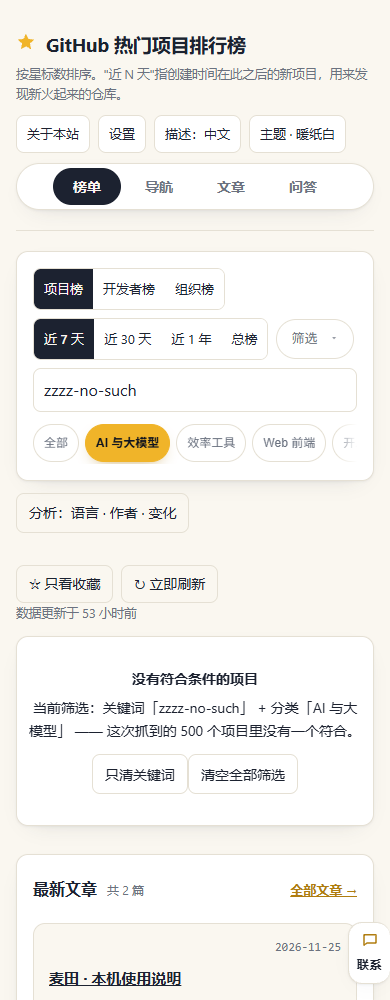 GitHub 热门项目排行榜
按星标数排序。"近 N 天"指创建时间在此之后的新项目，用来发
现新火起来的仓库。
关于本站 设置 描述：中文 主题 · 暖纸白
榜单 导航 文章 问答
项目榜 开发者榜 组织榜
近 7 天 近 30 天 近 1 年 总榜 筛选
zzzz-no-such
全部 AI 与大模型 效率工具 Web 前端
分析：语言 · 作者 · 变化
☆ 只看收藏 ↻ 立即刷新
数据更新于 53 小时前
没有符合条件的项目
当前筛选：关键词「zzzz-no-such」 + 分类「AI 与大
模型」 —— 这次抓到的 500 个项目里没有一个符合。
只清关键词 清空全部筛选
最新文章 共 2 篇 全部文章 →
2026-11-25
麦田 · 本机使用说明
联系